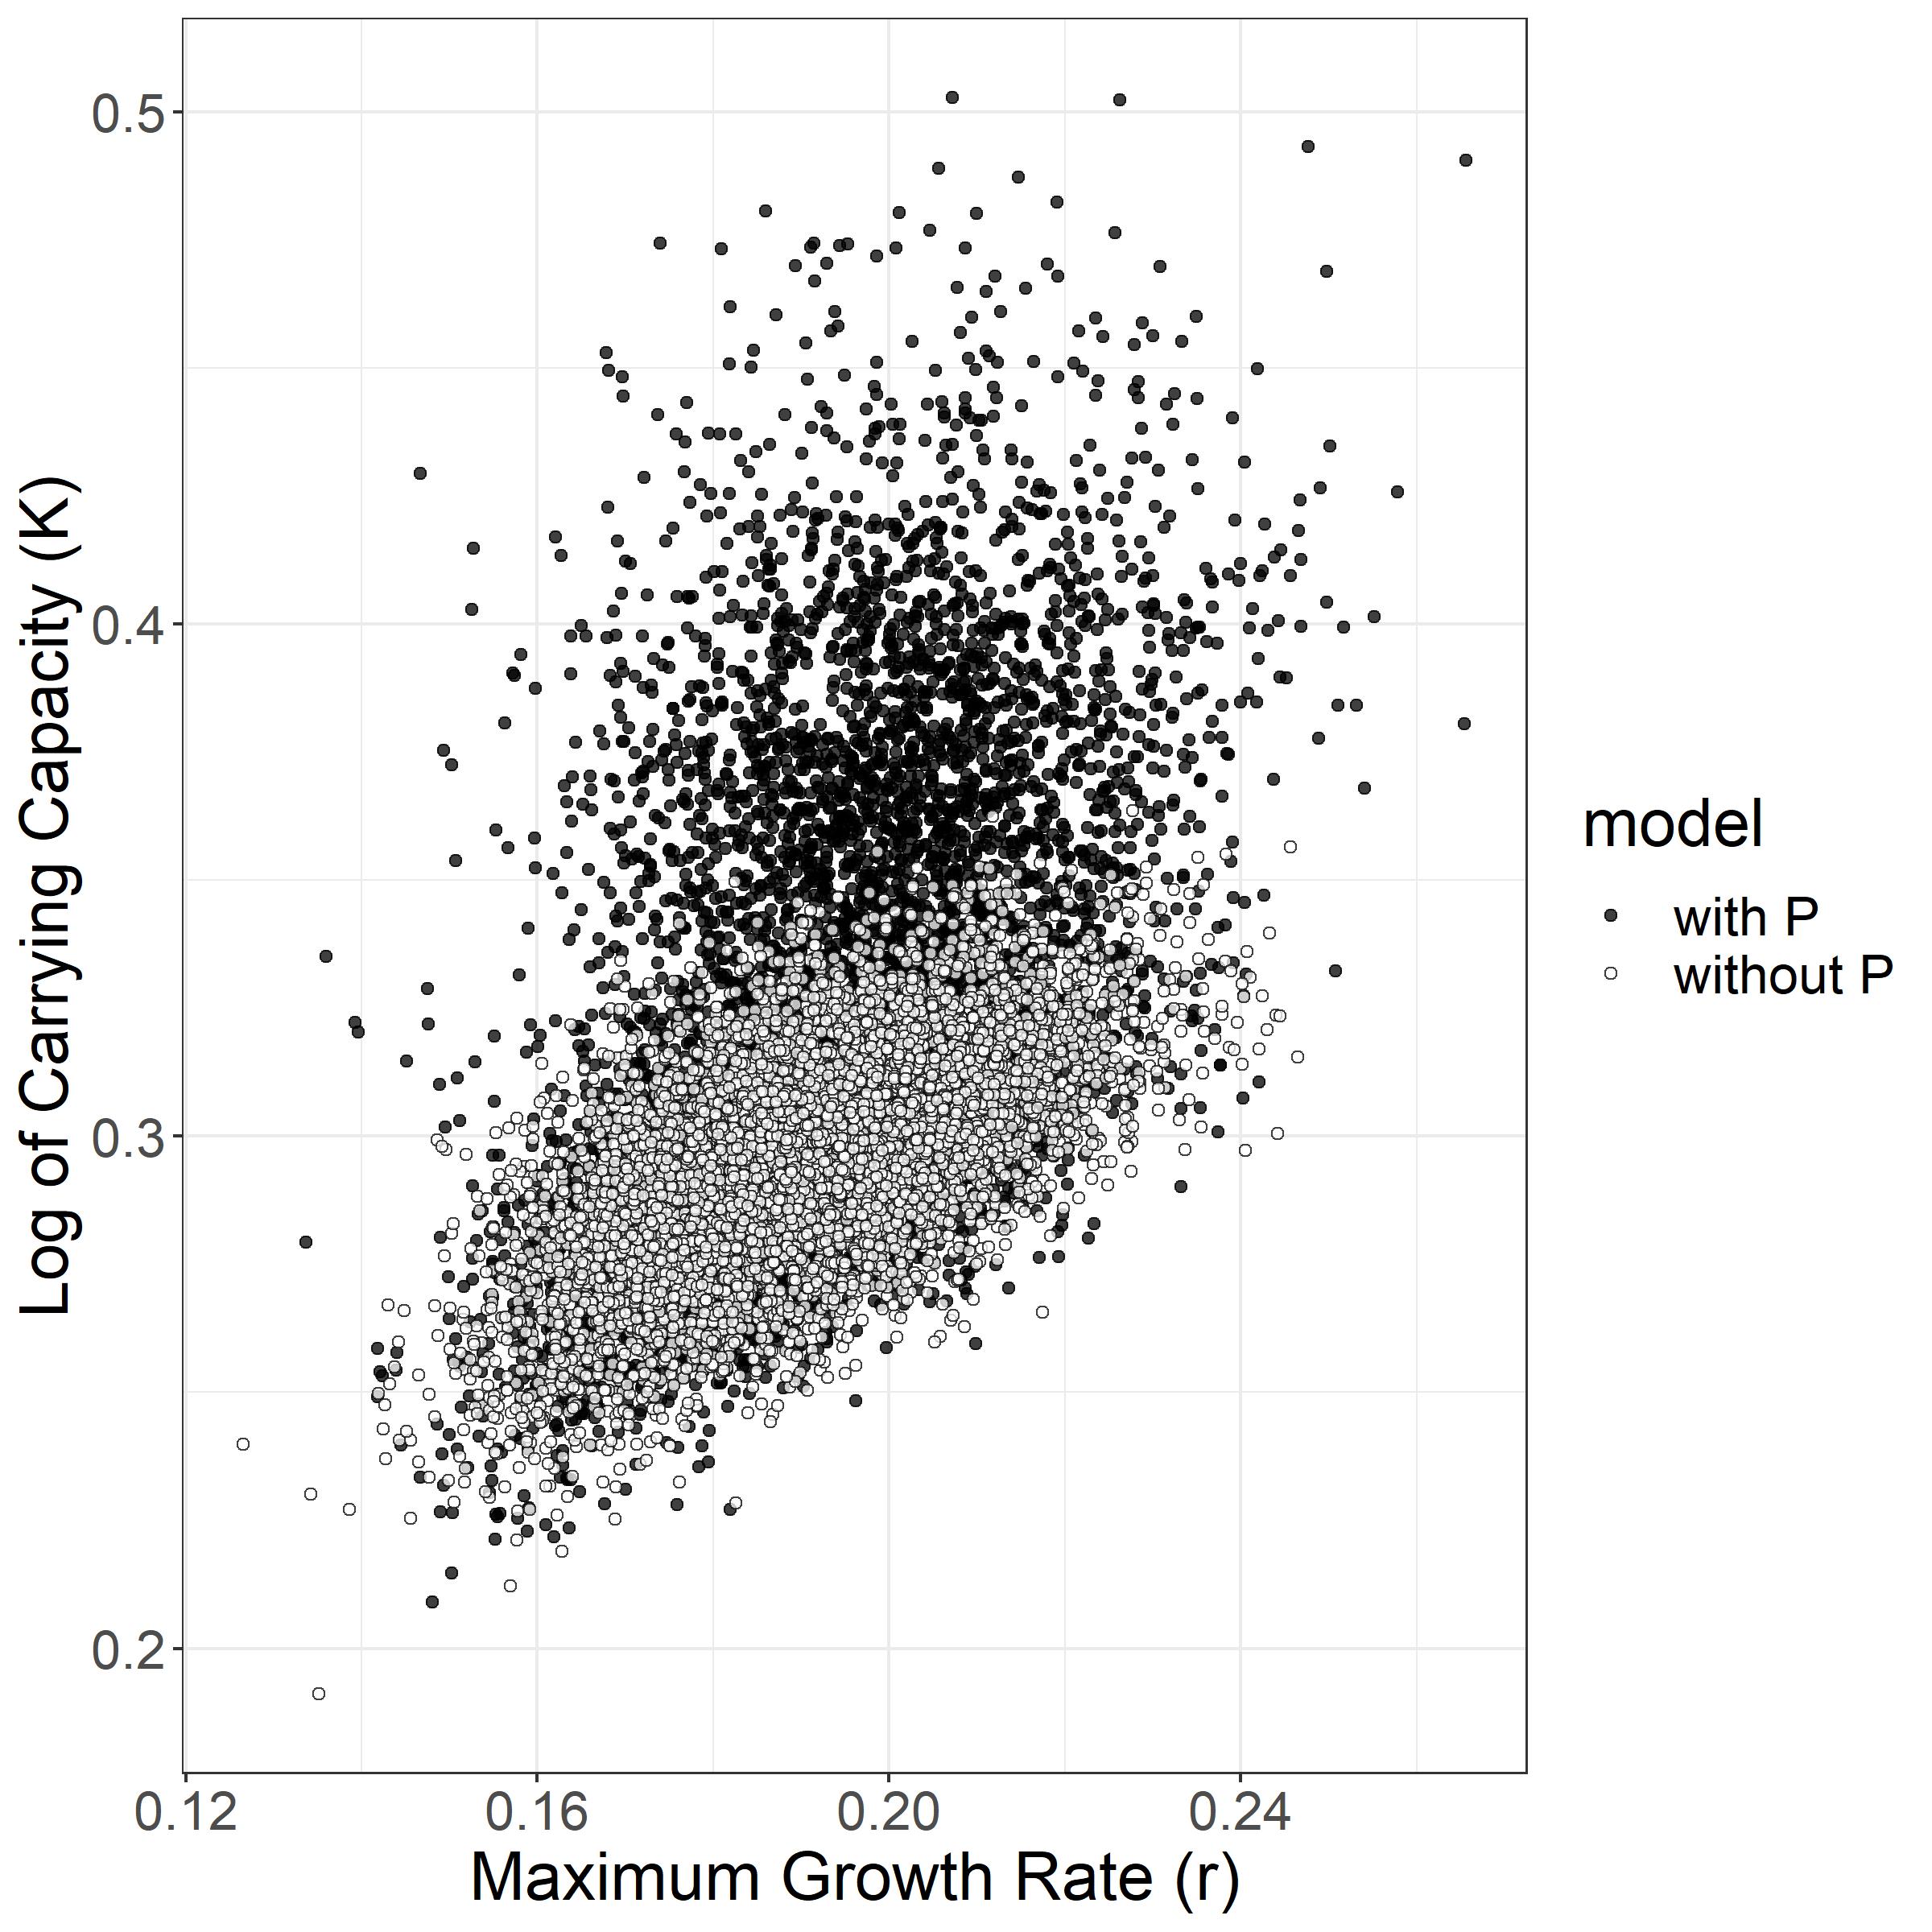 0.5
0.4
0.3
0.2
Log of Carrying Capacity (K)
0.12 0.16 0.20 0.24
Maximum Growth Rate (r)
model
with P
without P